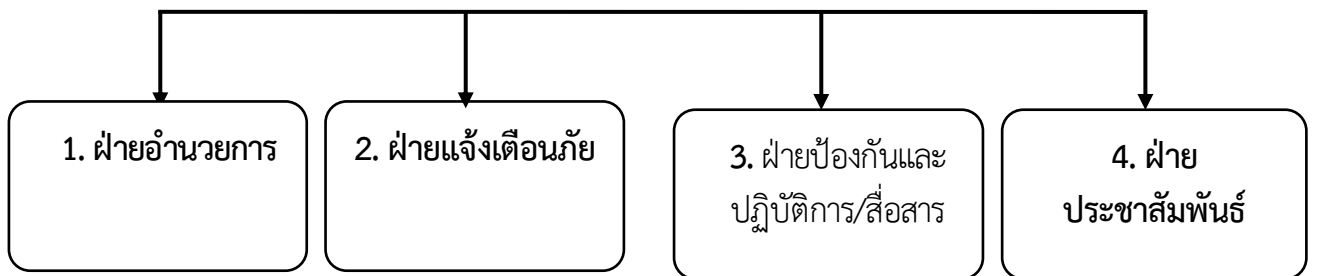 1. ฝ่ายอำนวยการ
2. ฝ่ายแจ้งเตือนภัย
3. ฝ่ายป้องกันและ
ปฏิบัติการ/สื่อสาร
4. ฝ่าย
ประชาสัมพันธ์